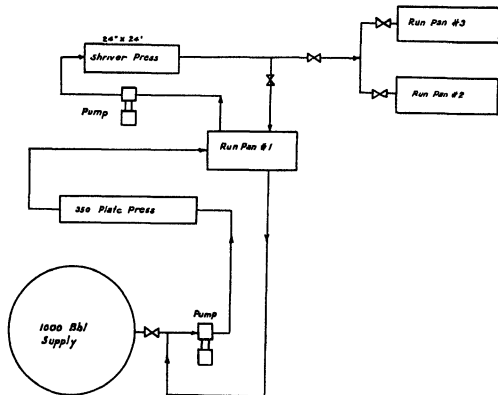 24" x 24'
Shriver Press
Run Pan #3
Run Pan #2
Pump
Run Pan #1
350 Plate Press
1000 Bbl
Supply
Pump